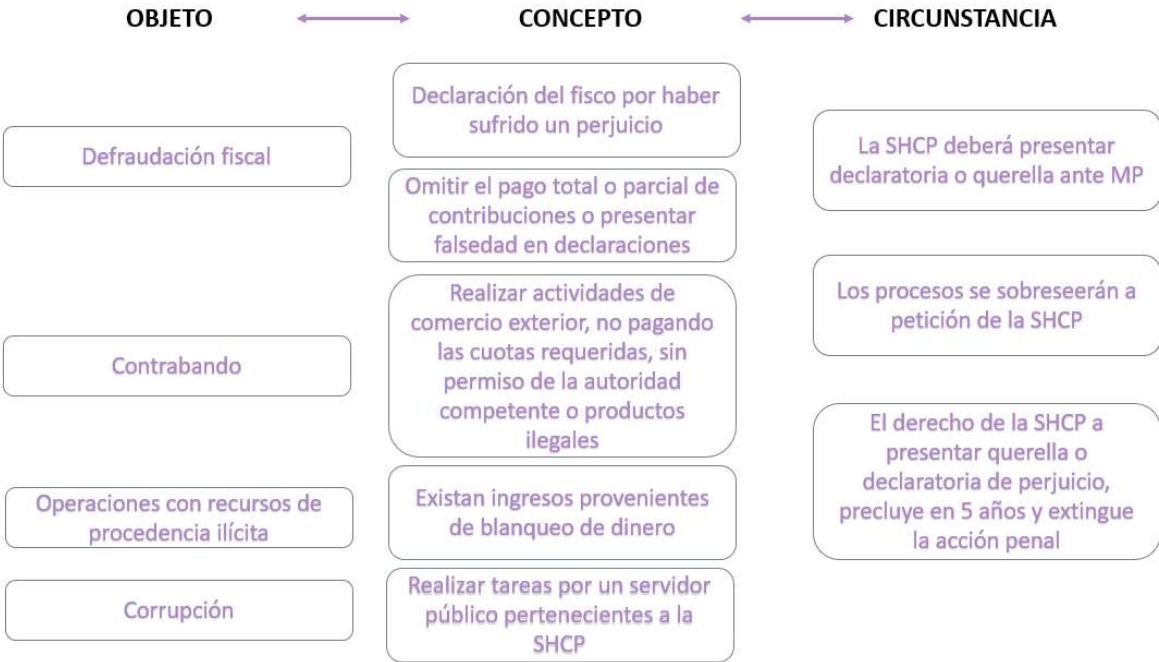 OBJETO
CONCEPTO
CIRCUNSTANCIA
Defraudación fiscal
Contrabando
Operaciones con recursos de
procedencia ilícita
Corrupción
Declaración del fisco por haber
sufrido un perjuicio
Omitir el pago total o parcial de
contribuciones o presentar
falsedad en declaraciones
Realizar actividades de
comercio exterior, no pagando
las cuotas requeridas, sin
permiso de la autoridad
competente o productos
ilegales
Existan ingresos provenientes
de blanqueo de dinero
Realizar tareas por un servidor
público pertenecientes a la
SHCP
La SHCP deberá presentar
declaratoria o querella ante MP
Los procesos se sobreseerán a
petición de la SHCP
El derecho de la SHCP a
presentar querella o
declaratoria de perjuicio,
precluye en 5 años y extingue
la acción penal